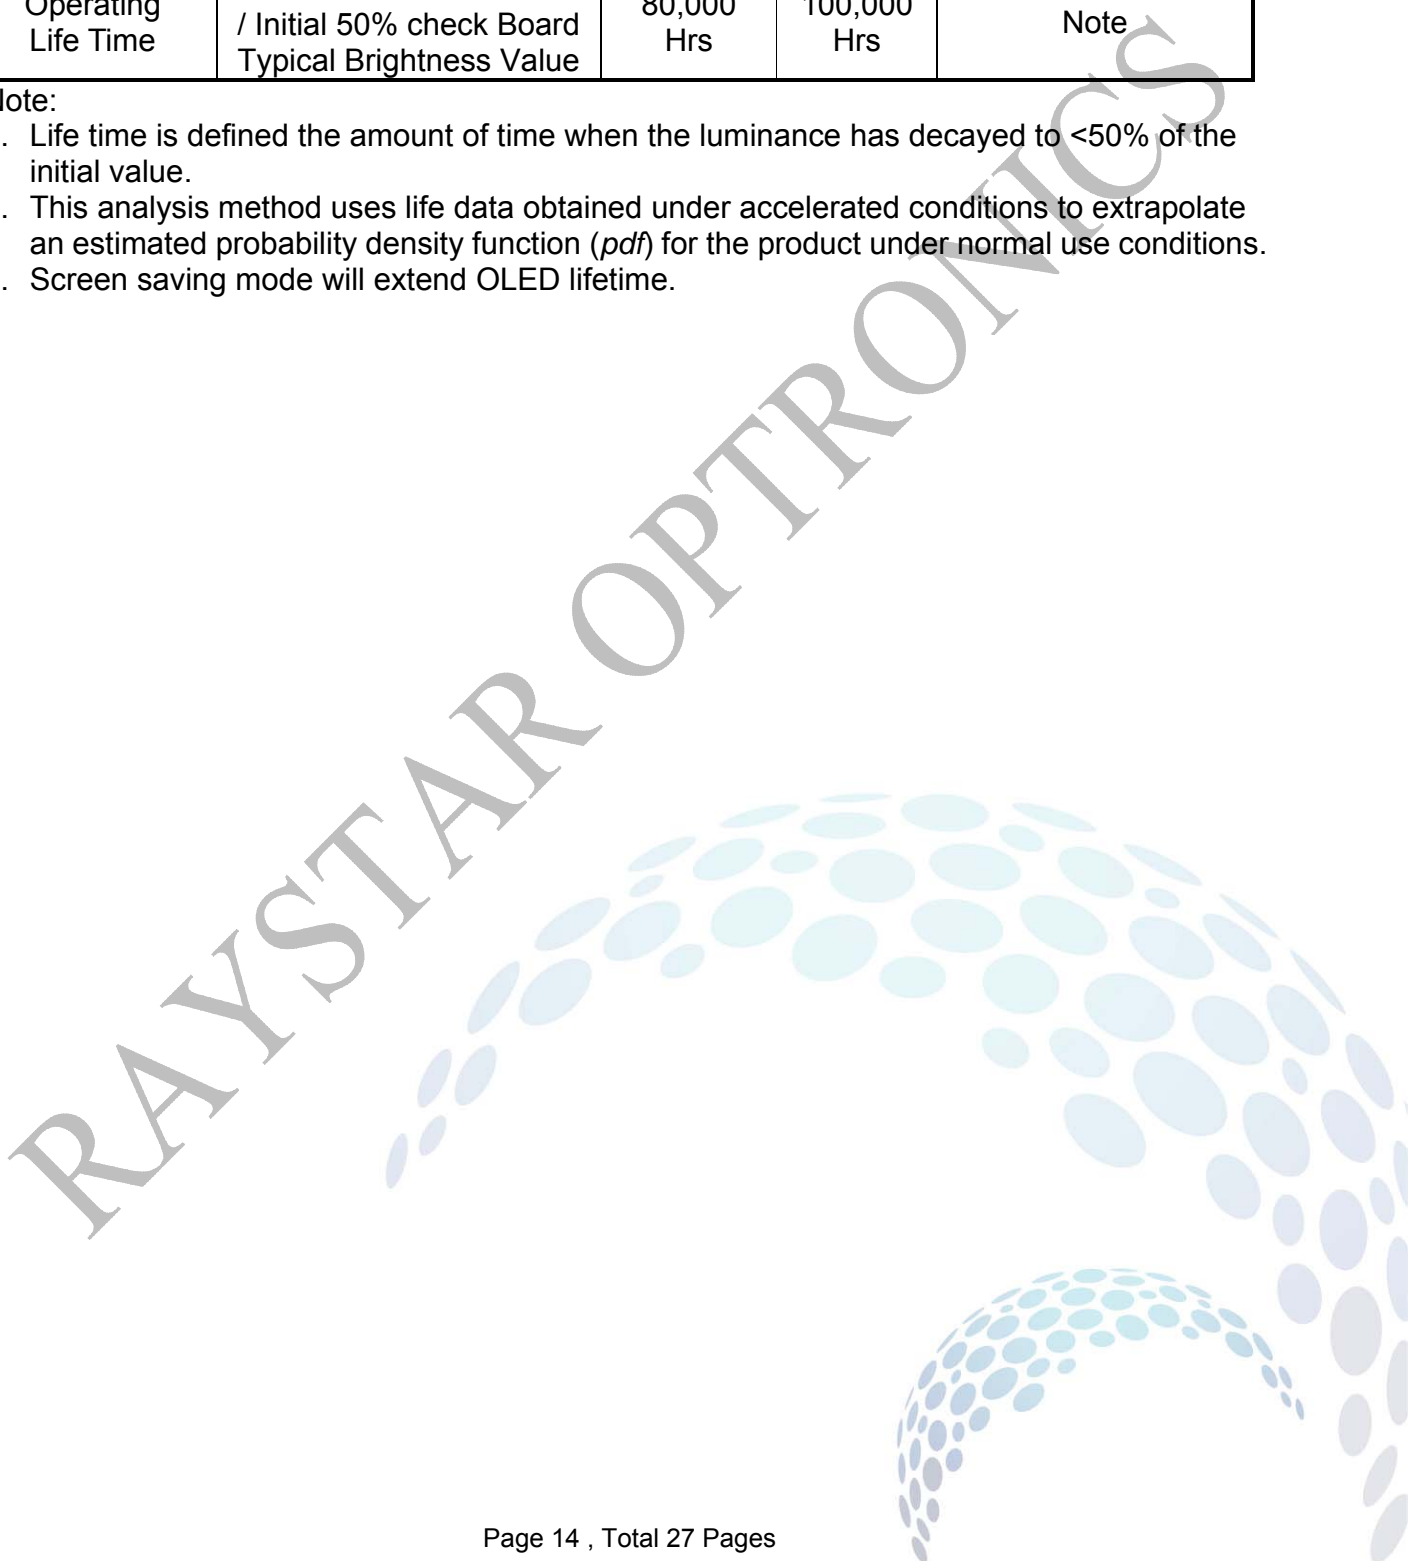 Operating
Life Time
/ Initial 50% check Board
Typical Brightness Value
80,000
Hrs
100,000
Hrs
Note
Note:
. Life time is defined the amount of time when the luminance has decayed to <50% of the
initial value.
. This analysis method uses life data obtained under accelerated conditions to extrapolate
an estimated probability density function (pdf) for the product under normal use conditions.
. Screen saving mode will extend OLED lifetime.
RAYSTAR OPTRONICS
Page 14 , Total 27 Pages